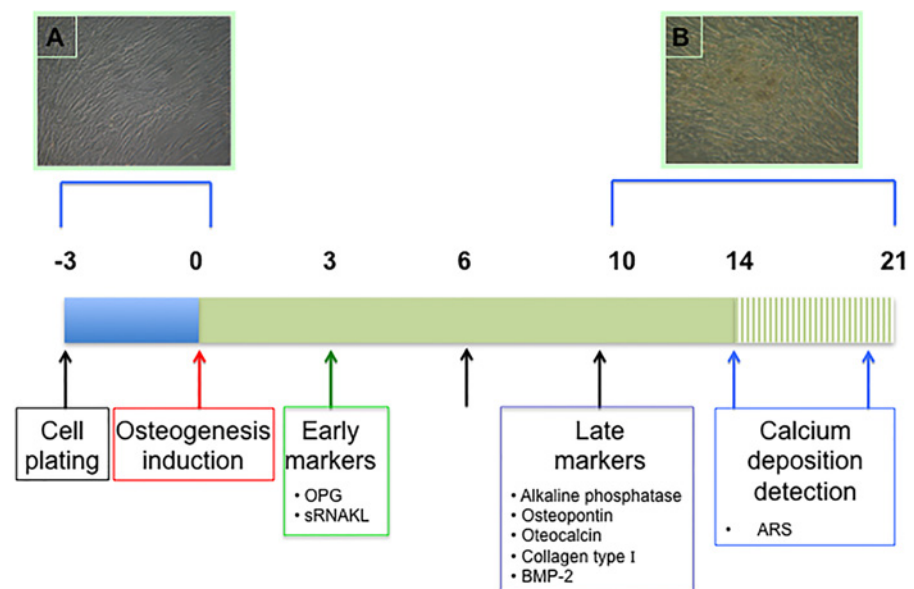 A
B
-3 0 3 6 10 14 21
Cell
plating
Osteogenesis
induction
Early
markers
• OPG
• sRNAKL
Late
markers
• Alkaline phosphatase
• Osteopontin
• Oteocalcin
• Collagen type I
• BMP-2
Calcium
deposition
detection
• ARS